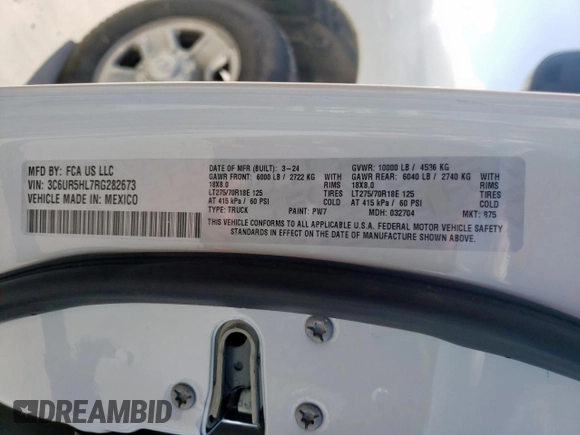 MFD BY: FCA US LLC
VIN: 3C6UR5HL7RG282673
VEHICLE MADE IN: MEXICO
DATE OF MFR (BUILT): 3-24
GAWR FRONT: 6000 LB / 2722 KG WITH
18X8.0 RIMS
LT275/70R18E 125 TIRES
AT 415 kPa / 60 PSI COLD
TYPE: TRUCK PAINT: PW7
GVWR: 10000 LB / 4536 KG
GAWR REAR: 6040 LB / 2740 KG WITH
18X8.0 RIMS
LT275/70R18E 125 TIRES
AT 415 kPa / 60 PSI COLD
MDH: 032704 MKT: 875
THIS VEHICLE CONFORMS TO ALL APPLICABLE U.S.A. FEDERAL MOTOR VEHICLE SAFETY
STANDARDS IN EFFECT ON THE DATE OF MANUFACTURE SHOWN ABOVE.
DREAMBID